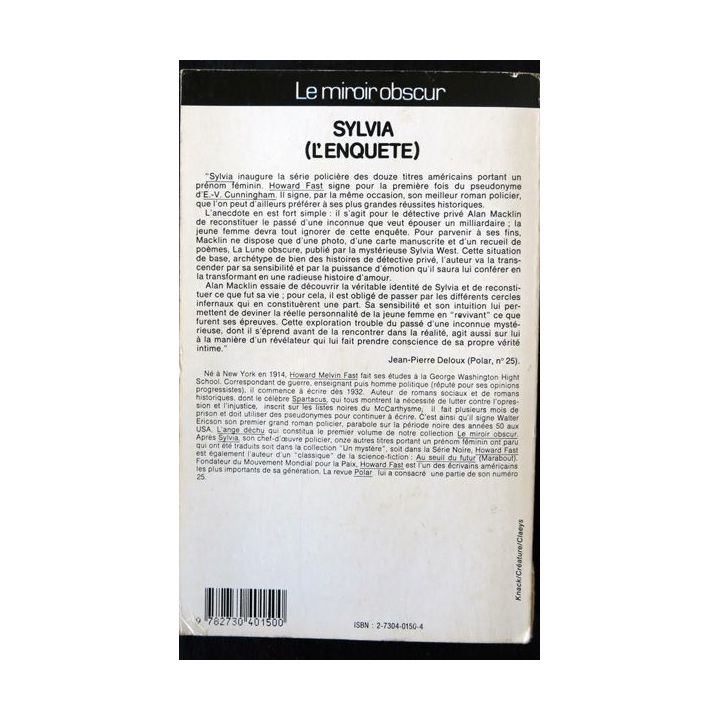 Le miroir obscur
SYLVIA
(L'ENQUETE)
"Sylvia inaugure la série policière des douze titres américains portant un
prénom féminin. Howard Fast signe pour la première fois du pseudonyme
d'E.-V. Cunningham. Il signe, par la même occasion, son meilleur roman policier,
que l'on peut d'ailleurs préférer à ses plus grandes réussites historiques.
L'anecdote en est fort simple : il s'agit pour le détective privé Alan Macklin
de reconstituer le passé d'une inconnue que veut épouser un milliardaire ; la
jeune femme devra tout ignorer de cette enquête. Pour parvenir à ses fins,
Macklin ne dispose que d'une photo, d'une carte manuscrite et d'un recueil de
poèmes, La Lune obscure, publié par la mystérieuse Sylvia West. Cette situation
de base, archétype de bien des histoires de détective privé, l'auteur va la trans-
cender par sa sensibilité et par la puissance d'émotion qu'il saura lui conférer en
la transformant en une radieuse histoire d'amour.
Alan Macklin essaie de découvrir la véritable identité de Sylvia et de reconsti-
tuer ce que fut sa vie ; pour cela, il est obligé de passer par les différents cercles
infernaux qui en constituèrent une part. Sa sensibilité et son intuition lui per-
mettent de deviner la réelle personnalité de la jeune femme en "revivant" ce que
furent ses épreuves. Cette exploration trouble du passé d'une inconnue mysté-
rieuse, dont il s'éprend avant de la rencontrer dans la réalité, agit aussi sur lui
à la manière d'un révélateur qui lui fait prendre conscience de sa propre vérité
intime."
Jean-Pierre Deloux (Polar, n° 25).
Né à New York en 1914, Howard Melvin Fast fait ses études à la George Washington Hight
School. Correspondant de guerre, enseignant puis homme politique (réputé pour ses opinions
progressistes), il commence à écrire dès 1932. Auteur de romans sociaux et de romans
historiques, dont le célèbre Spartacus, qui tous montrent la nécessité de lutter contre l'opres-
sion et l'injustice, inscrit sur les listes noires du McCarthysme, il fait plusieurs mois de
prison et doit utiliser des pseudonymes pour continuer à écrire. C'est ainsi qu'il signe Walter
Ericson son premier grand roman policier, parabole sur la période noire des années 50 aux
USA. L'ange déchu qui constitua le premier volume de notre collection Le miroir obscur.
Après Sylvia, son chef-d'œuvre policier, onze autres titres portant un prénom féminin ont paru
qui ont été traduits soit dans la collection "Un mystère", soit dans la Série Noire, Howard Fast
est également l'auteur d'un "classique" de la science-fiction : Au seuil du futur (Marabout).
Fondateur du Mouvement Mondial pour la Paix, Howard Fast est l'un des écrivains américains
les plus importants de sa génération. La revue Polar lui a consacré une partie de son numéro
25.
Knack/Créature/Claeys
9 782730 401500
ISBN : 2-7304-0150-4